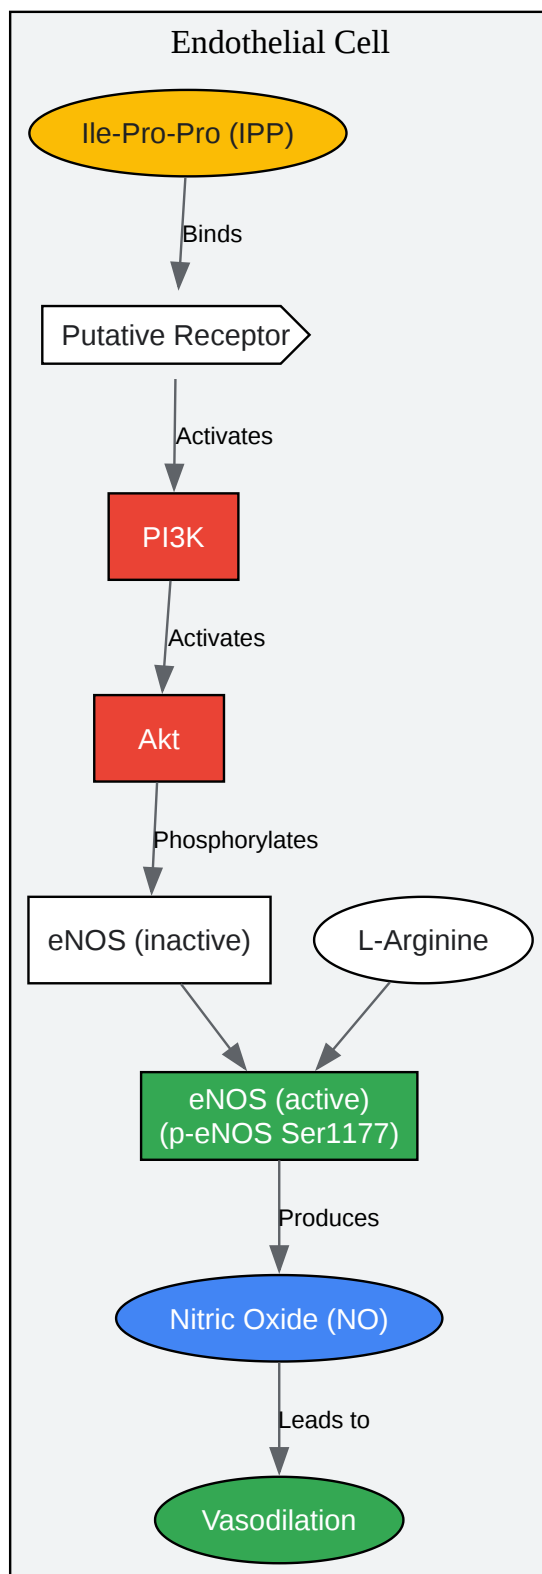 Endothelial Cell
Ile-Pro-Pro (IPP)
Binds
Putative Receptor
Activates
PI3K
Activates
Akt
Phosphorylates
eNOS (inactive)
L-Arginine
eNOS (active)
(p-eNOS Ser1177)
Produces
Nitric Oxide (NO)
Leads to
Vasodilation